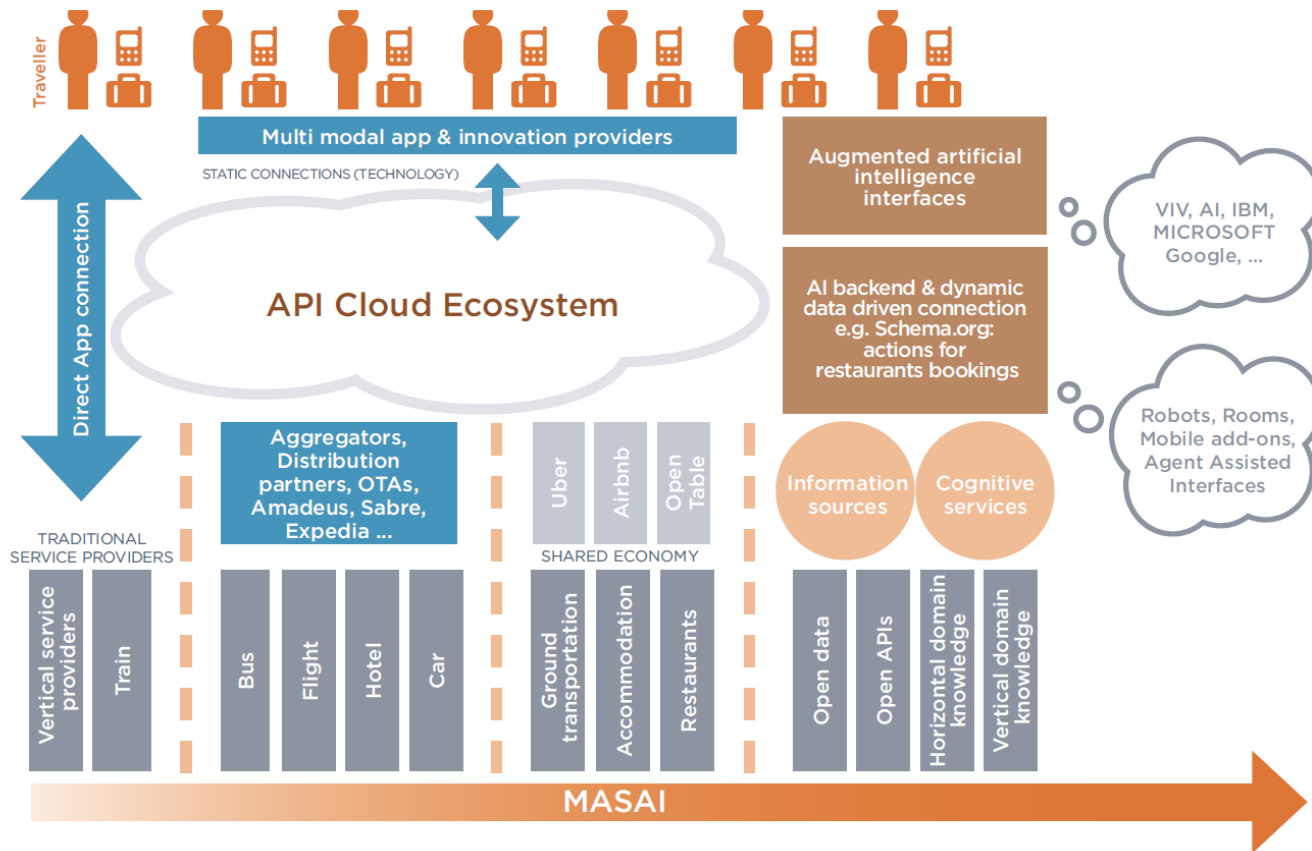 Traveller
Multi modal app & innovation providers
STATIC CONNECTIONS (TECHNOLOGY)
Direct App connection
API Cloud Ecosystem
Augmented artificial
intelligence
interfaces
AI backend & dynamic
data driven connection
e.g. Schema.org:
actions for
restaurants bookings
VIV, AI, IBM,
MICROSOFT
Google, ...
Robots, Rooms,
Mobile add-ons,
Agent Assisted
Interfaces
Aggregators,
Distribution
partners, OTAs,
Amadeus, Sabre,
Expedia ...
Uber
Airbnb
Open
Table
Information
sources
Cognitive
services
TRADITIONAL
SERVICE PROVIDERS
SHARED ECONOMY
Vertical service
providers
Train
Bus
Flight
Hotel
Car
Ground
transportation
Accommodation
Restaurants
Open data
Open APIs
Horizontal domain
knowledge
Vertical domain
knowledge
MASAI